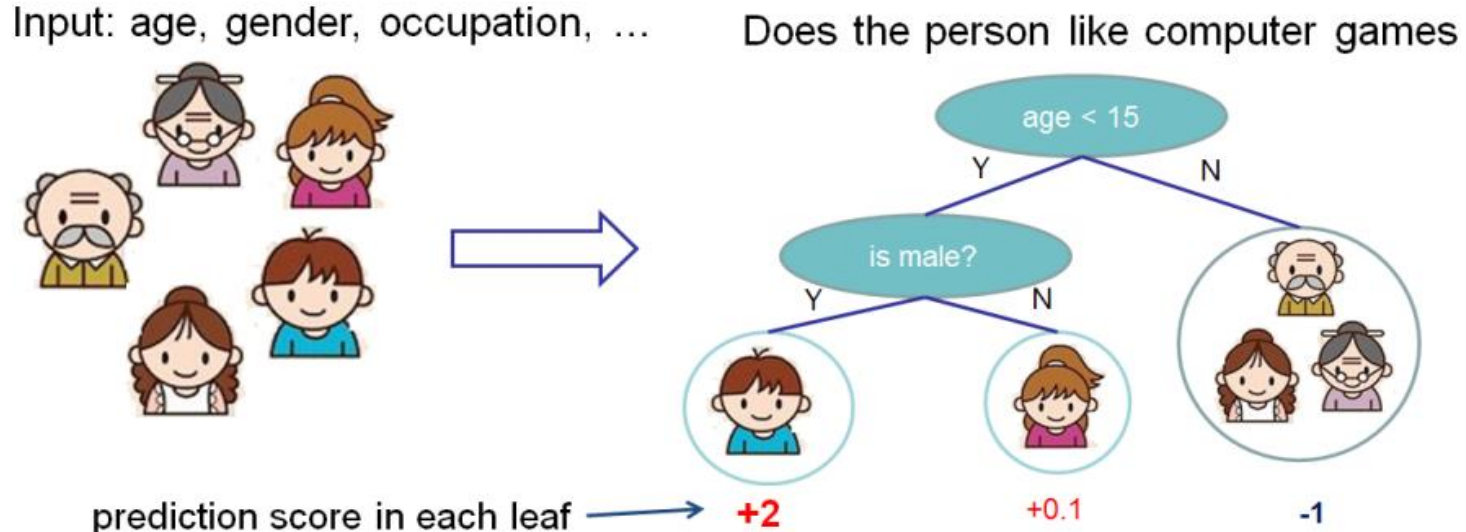 Input: age, gender, occupation, ...
Does the person like computer games
age < 15
Y
N
is male?
Y
N
prediction score in each leaf
+2
+0.1
-1